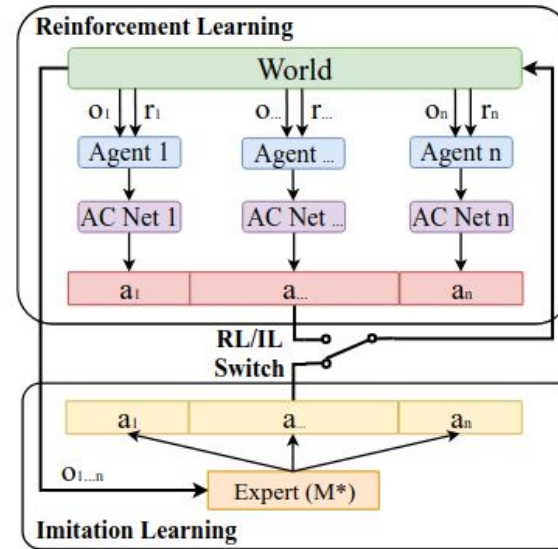 Reinforcement Learning
World
o₁ r₁ o... r... oₙ rₙ
Agent 1 Agent ... Agent n
AC Net 1 AC Net ... AC Net n
a₁ a... aₙ
RL/IL
Switch
a₁ a... aₙ
o₁...ₙ
Expert (M*)
Imitation Learning